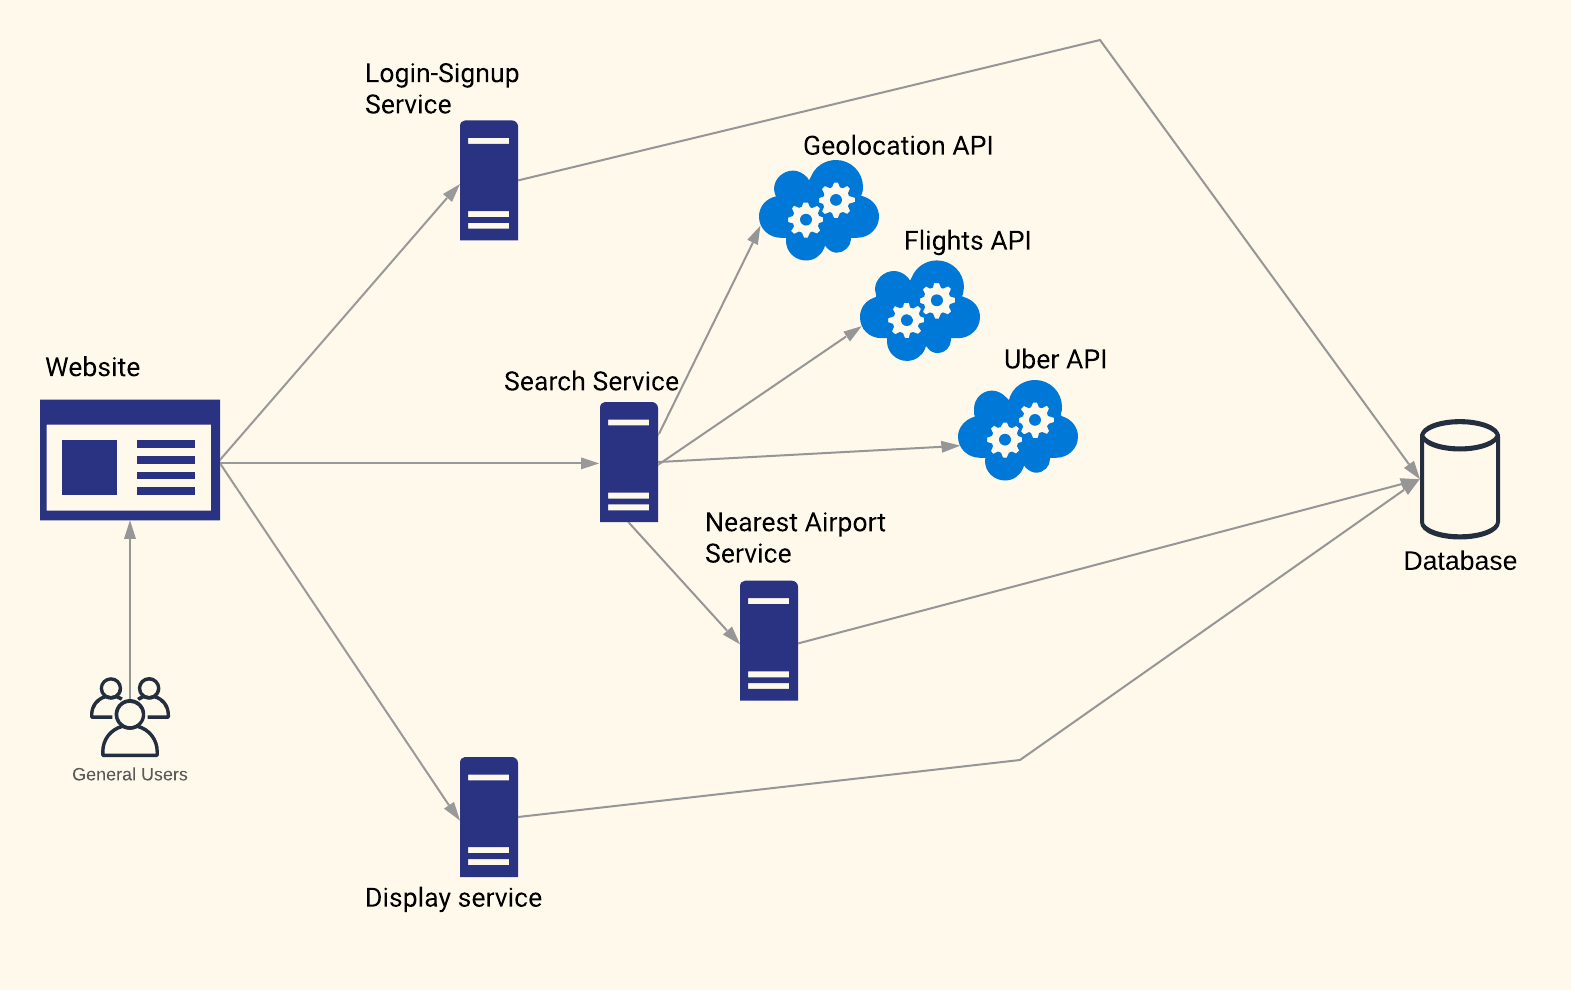 Login-Signup
Service
Geolocation API
Flights API
Uber API
Website
Search Service
Nearest Airport
Service
Database
General Users
Display service